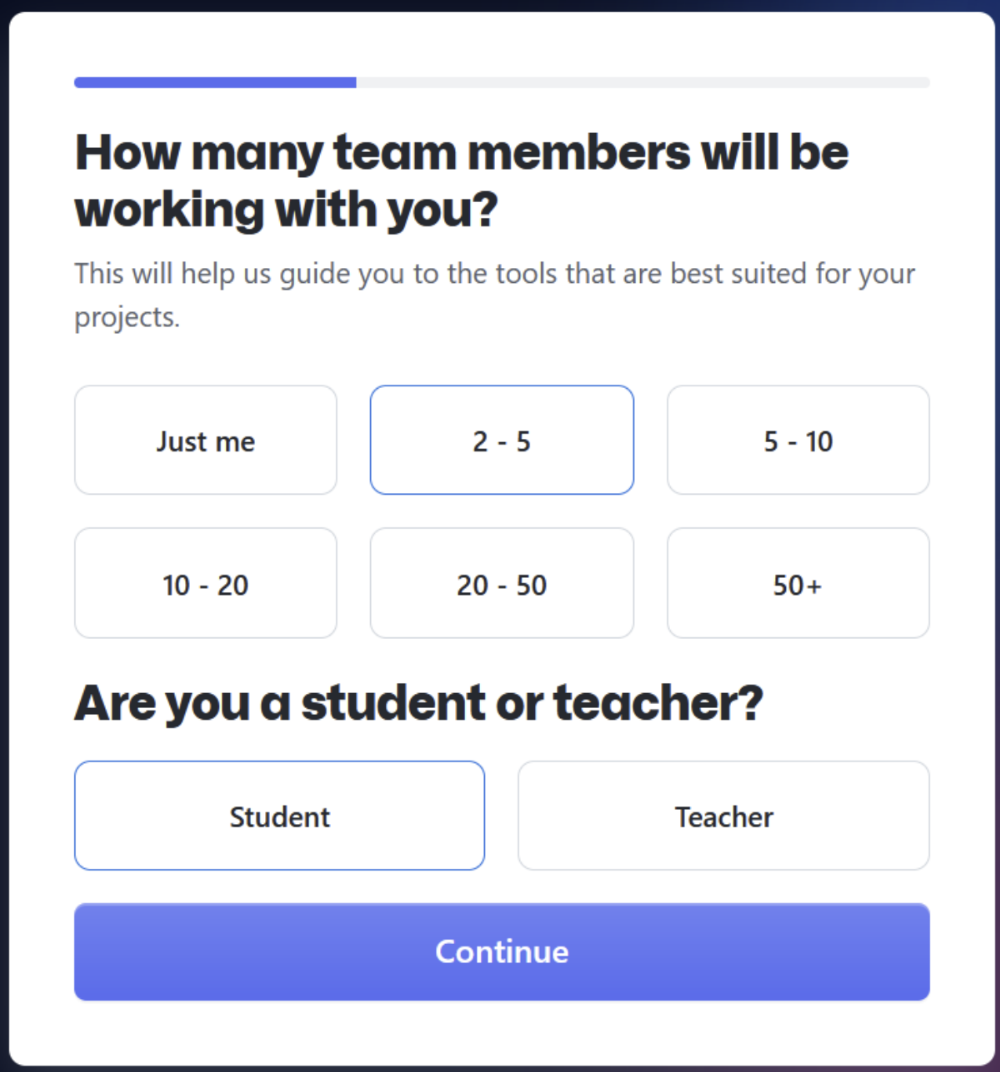 How many team members will be
working with you?
This will help us guide you to the tools that are best suited for your
projects.
Just me
2 - 5
5 - 10
10 - 20
20 - 50
50+
Are you a student or teacher?
Student
Teacher
Continue